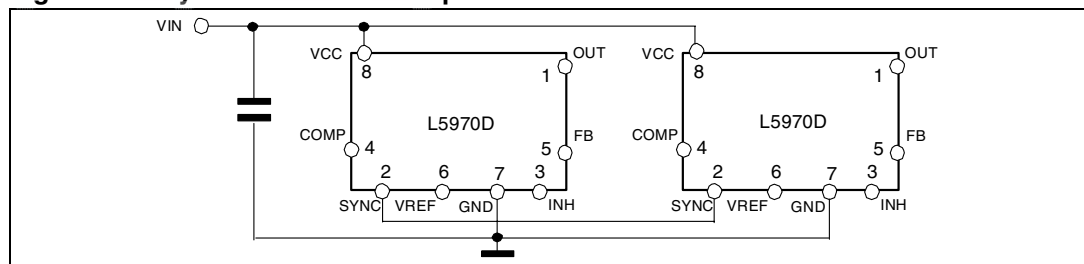 VIN
VCC
8
OUT
1
L5970D
COMP
4
FB
5
2
6
7
3
SYNC
VREF
GND
INH
VCC
8
OUT
1
L5970D
COMP
4
FB
5
2
6
7
3
SYNC
VREF
GND
INH